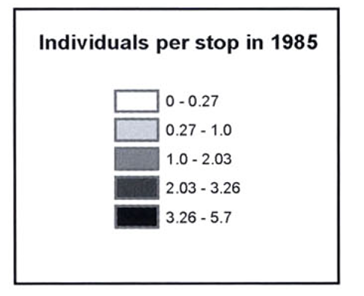 Individuals per stop in 1985
0 - 0.27
0.27 - 1.0
1.0 - 2.03
2.03 - 3.26
3.26 - 5.7